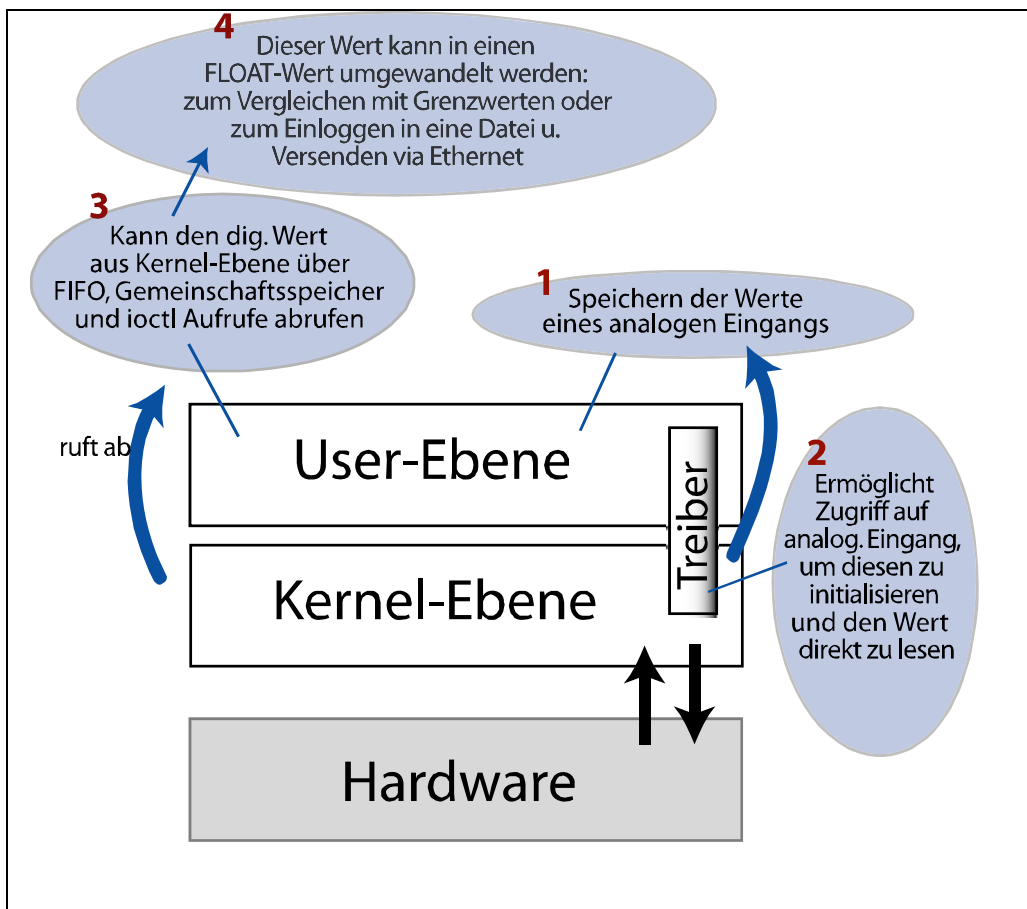 4
Dieser Wert kann in einen
FLOAT-Wert umgewandelt werden:
zum Vergleichen mit Grenzwerten oder
zum Einloggen in eine Datei u.
Versenden via Ethernet
3
Kann den dig. Wert
aus Kernel-Ebene über
FIFO, Gemeinschaftsspeicher
und ioctl Aufrufe abrufen
1
Speichern der Werte
eines analogen Eingangs
ruft ab
User-Ebene
Treiber
2
Ermöglicht
Zugriff auf
analog. Eingang,
um diesen zu
initialisieren
und den Wert
direkt zu lesen
Kernel-Ebene
Hardware